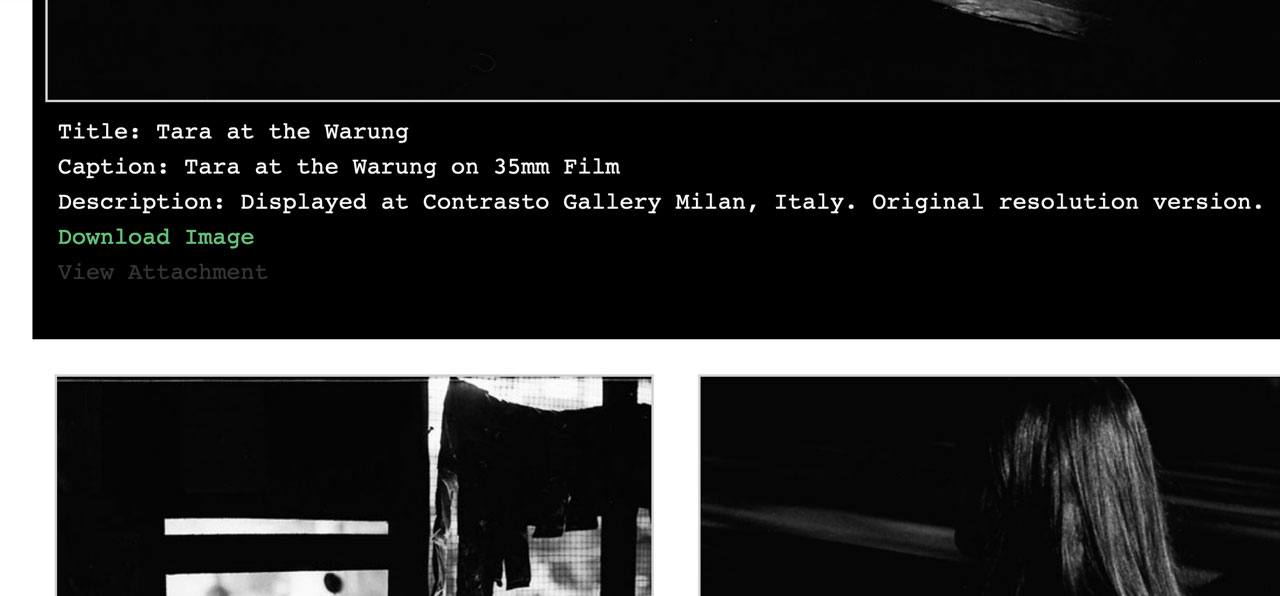 Title: Tara at the Warung
Caption: Tara at the Warung on 35mm Film
Description: Displayed at Contrasto Gallery Milan, Italy. Original resolution version.
Download Image
View Attachment